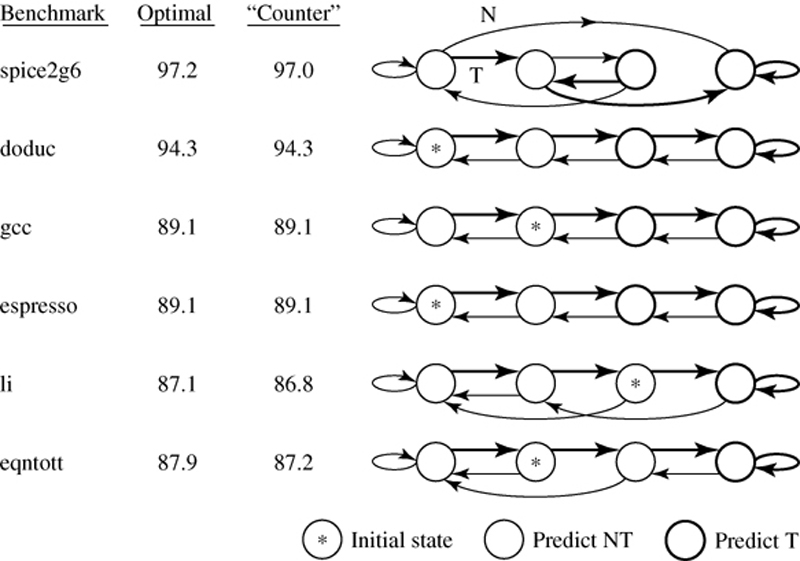 Benchmark Optimal “Counter”
N
spice2g6 97.2 97.0
T
doduc 94.3 94.3
*
gcc 89.1 89.1
*
espresso 89.1 89.1
*
li 87.1 86.8
*
eqntott 87.9 87.2
*
* Initial state Predict NT Predict T